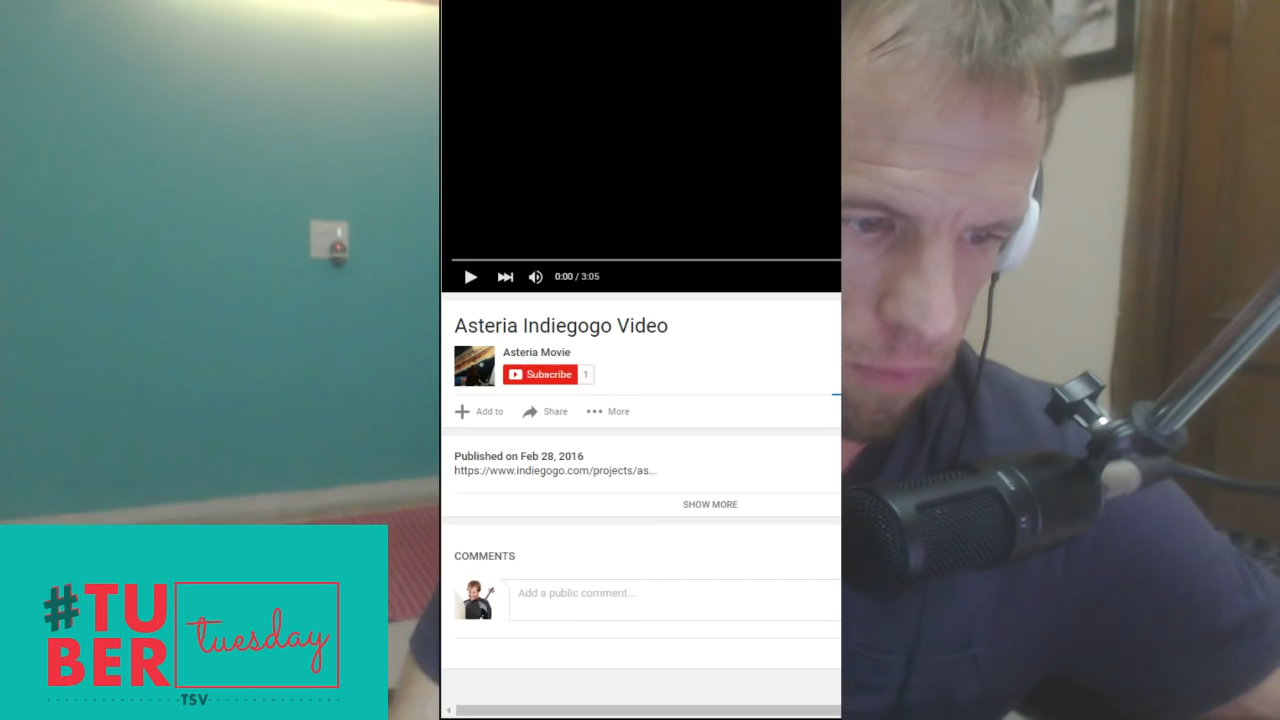 0:00 / 3:05
Asteria Indiegogo Video
Asteria Movie
Subscribe 1
Add to Share More
Published on Feb 28, 2016
https://www.indiegogo.com/projects/as...
SHOW MORE
COMMENTS
Add a public comment...
#TU
BER
tuesday
TSV